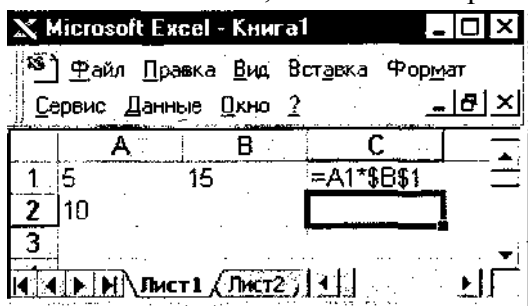 Microsoft Excel - Книга1
Файл Правка Вид Вставка Формат
Сервис Данные Окно ?
A B C
1 5 15 =A1*$B$1
2 10
3
Лист1 Лист2